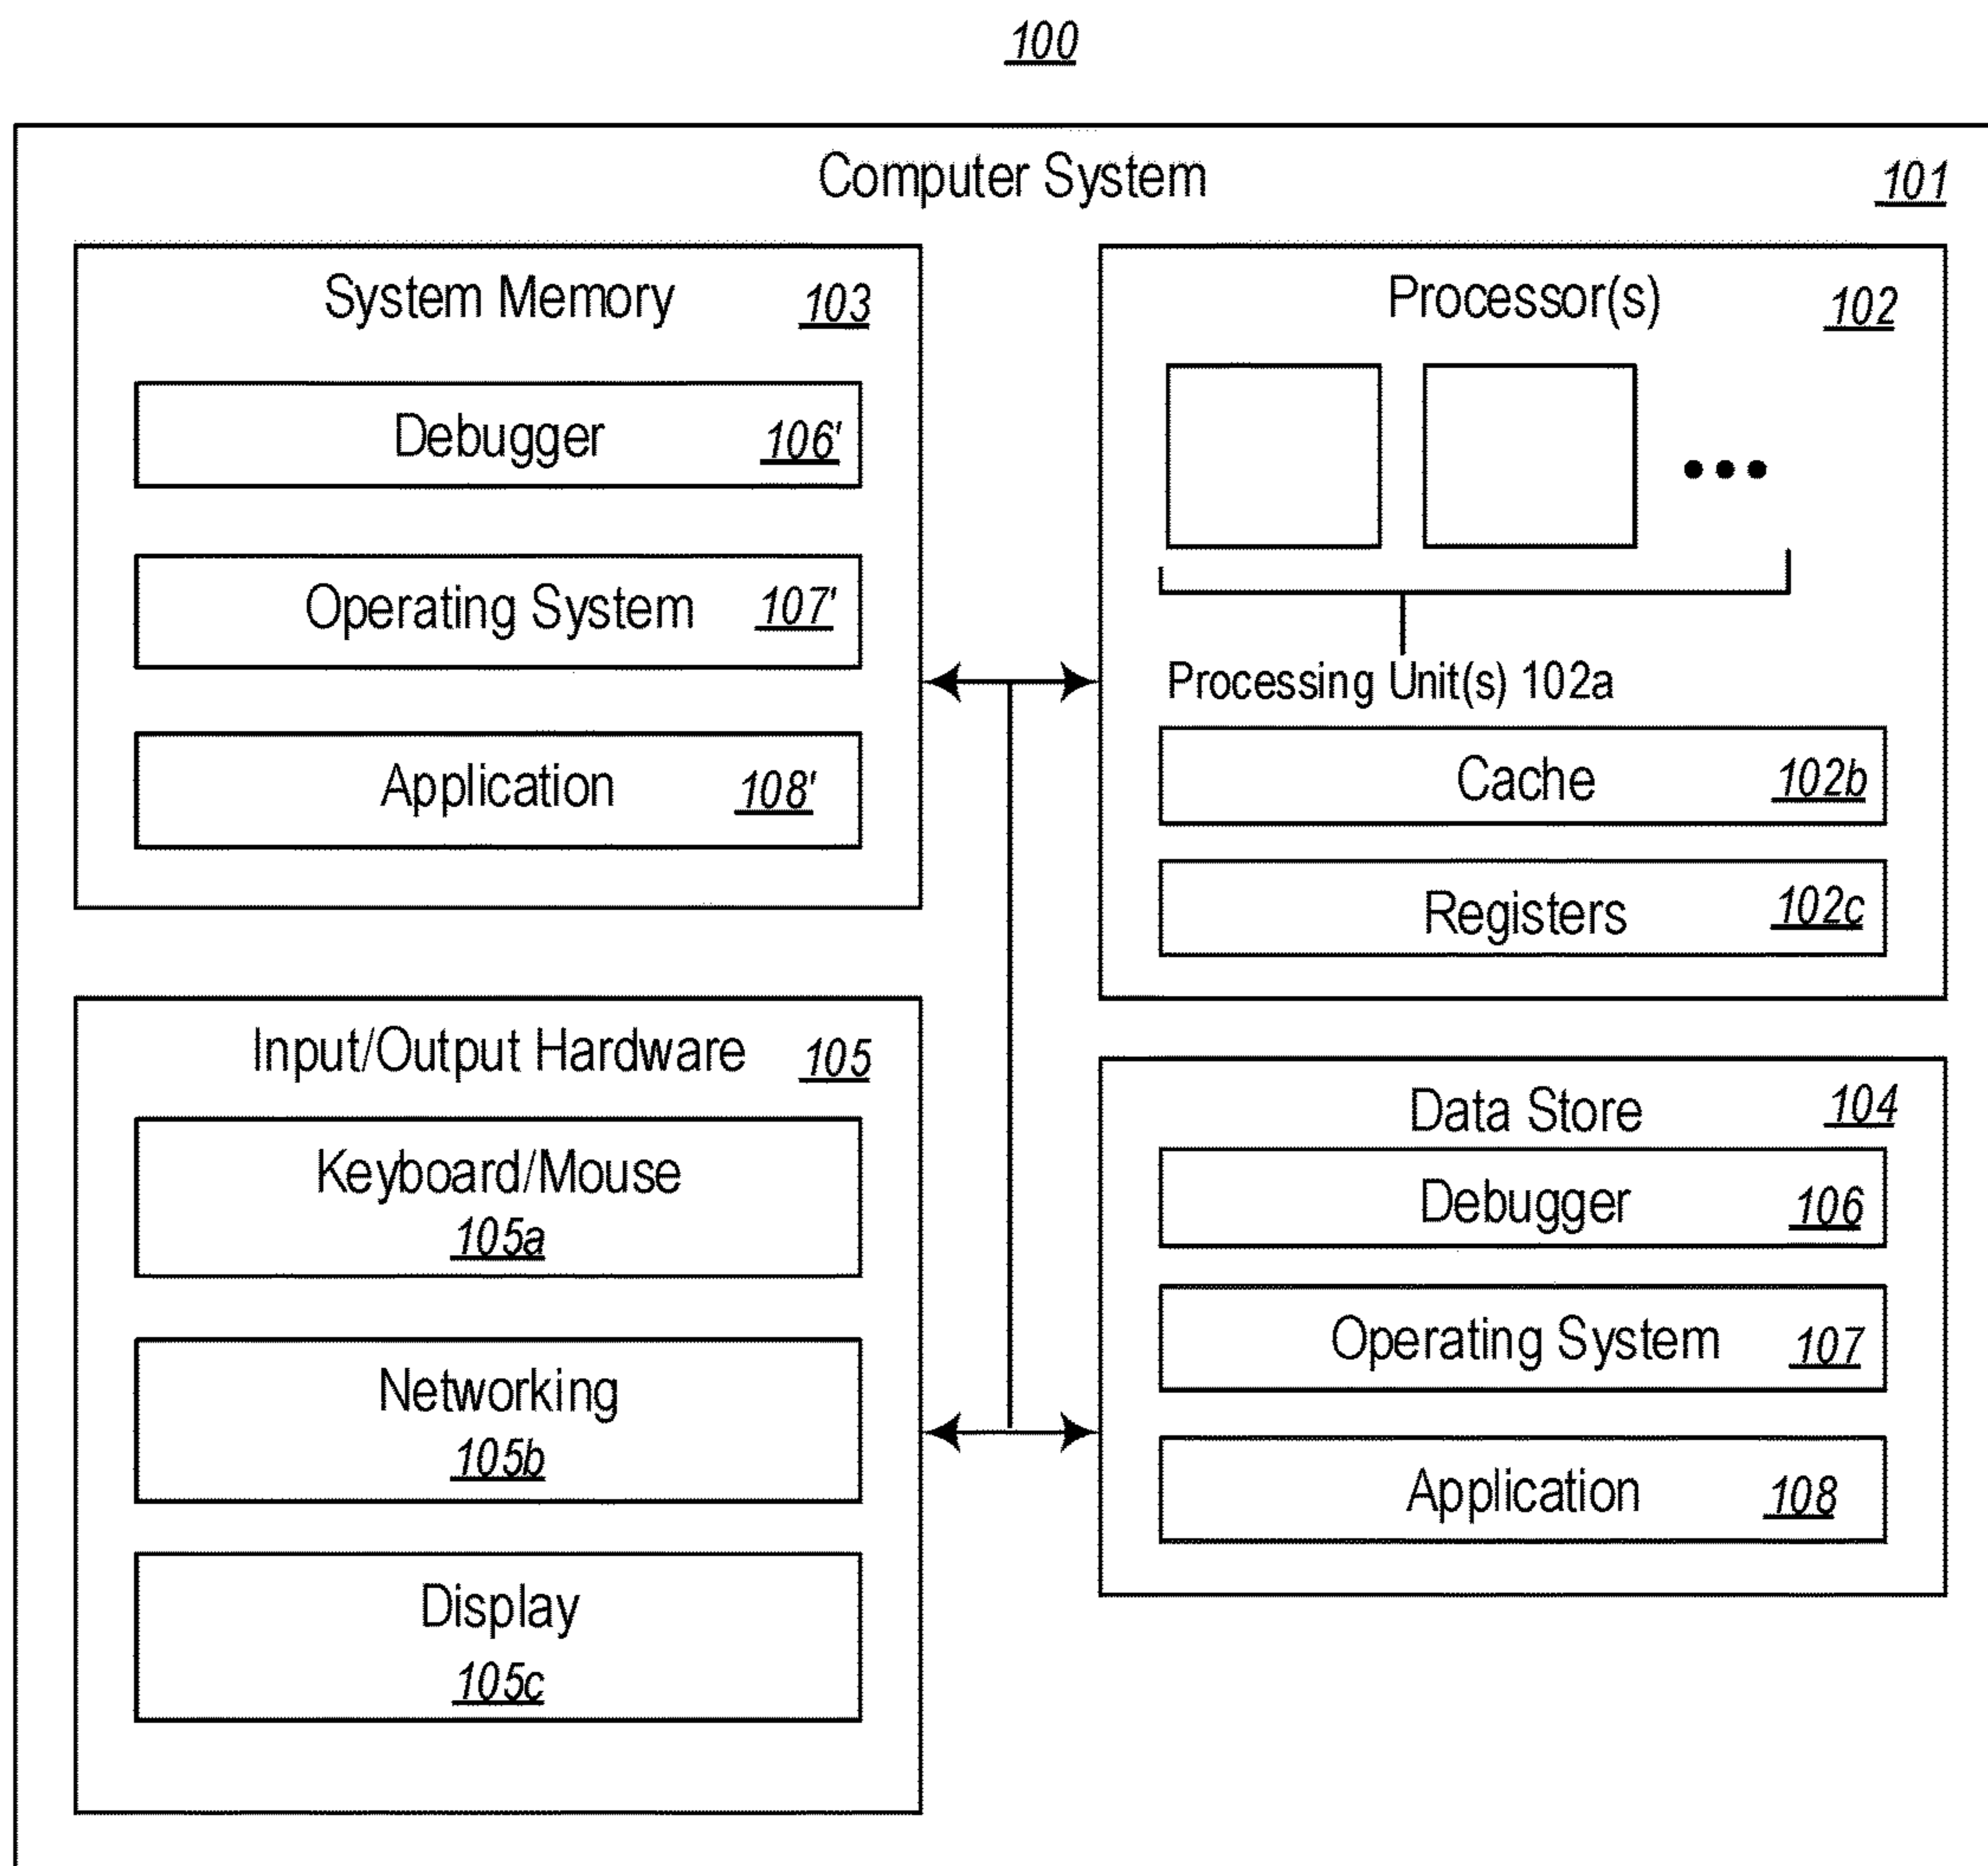 100
Computer System 101
System Memory 103
Debugger 106'
Operating System 107'
Application 108'
Processor(s) 102
Processing Unit(s) 102a
Cache 102b
Registers 102c
Input/Output Hardware 105
Keyboard/Mouse
105a
Networking
105b
Display
105c
Data Store 104
Debugger 106
Operating System 107
Application 108